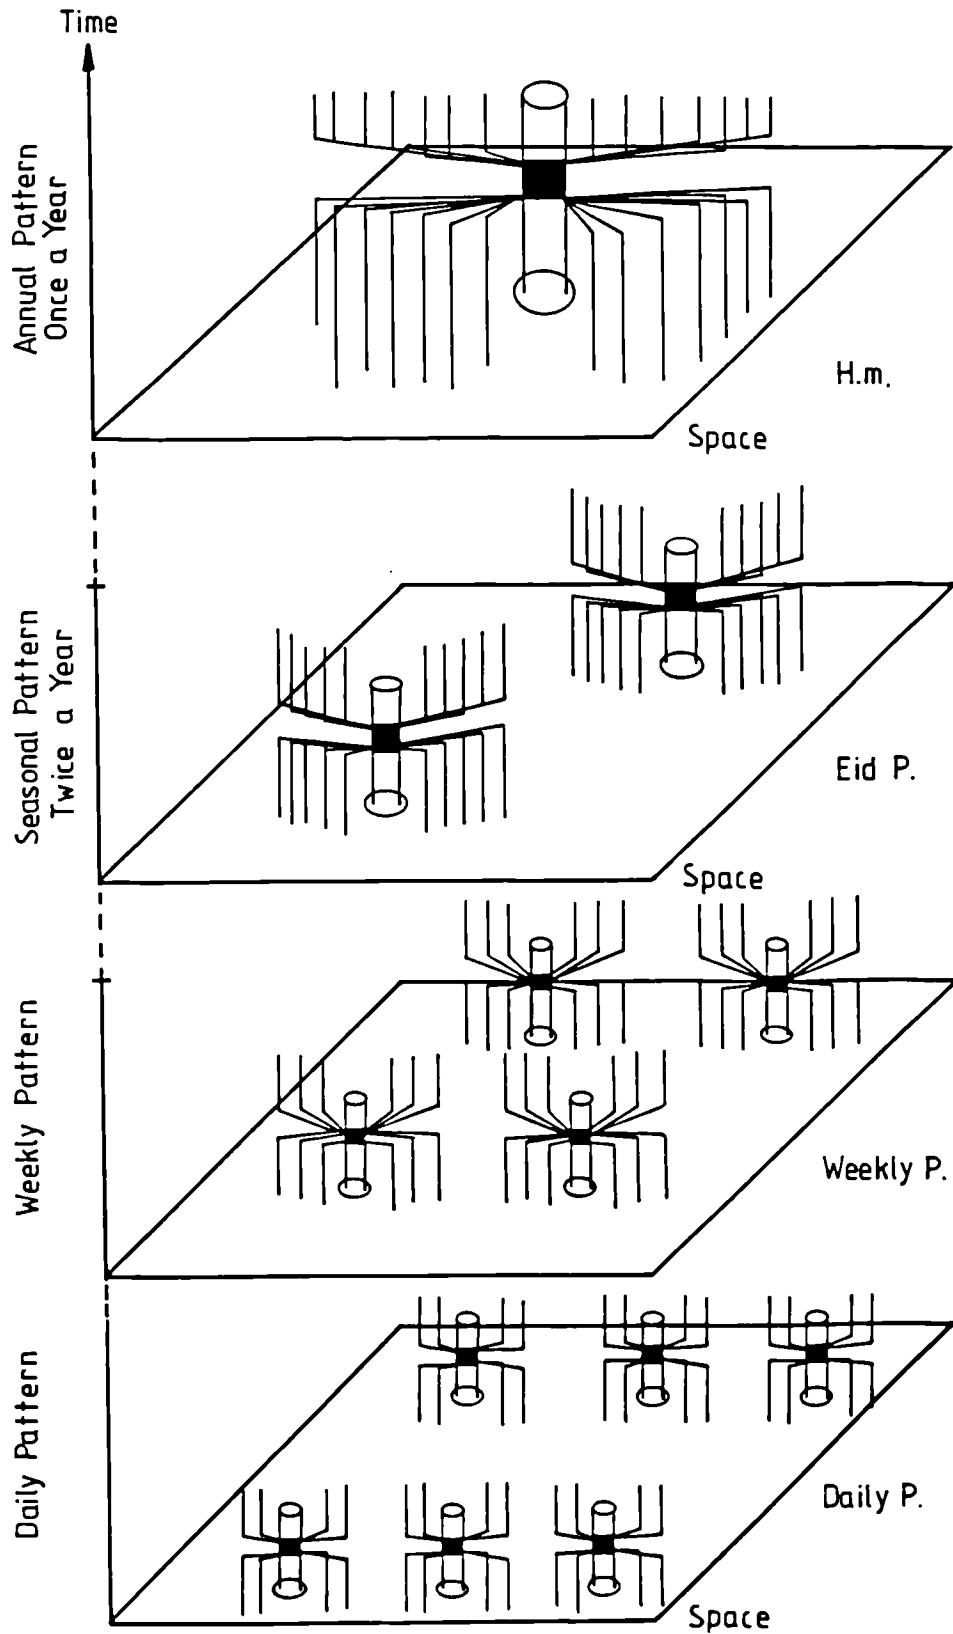 Time
Annual Pattern
Once a Year
H.m.
Space
Seasonal Pattern
Twice a Year
Eid P.
Space
Weekly Pattern
Weekly P.
Daily Pattern
Daily P.
Space